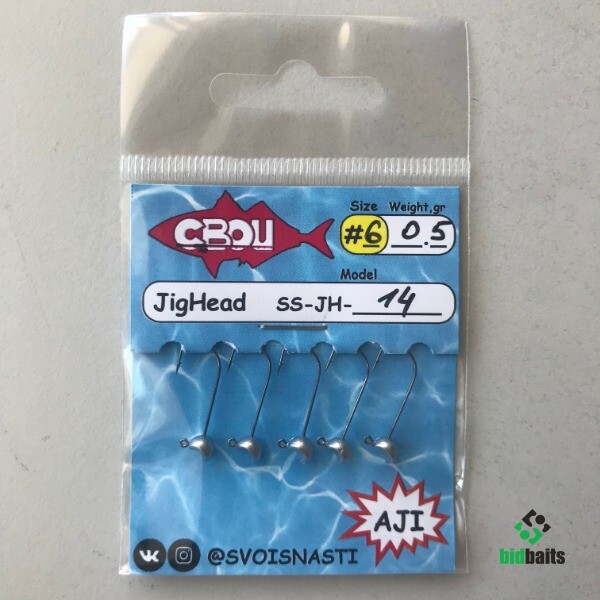 Size Weight,gr
СВОИ #6 0.5
Model
JigHead SS-JH-14
AJI
@SVOISNASTI
bidbaits